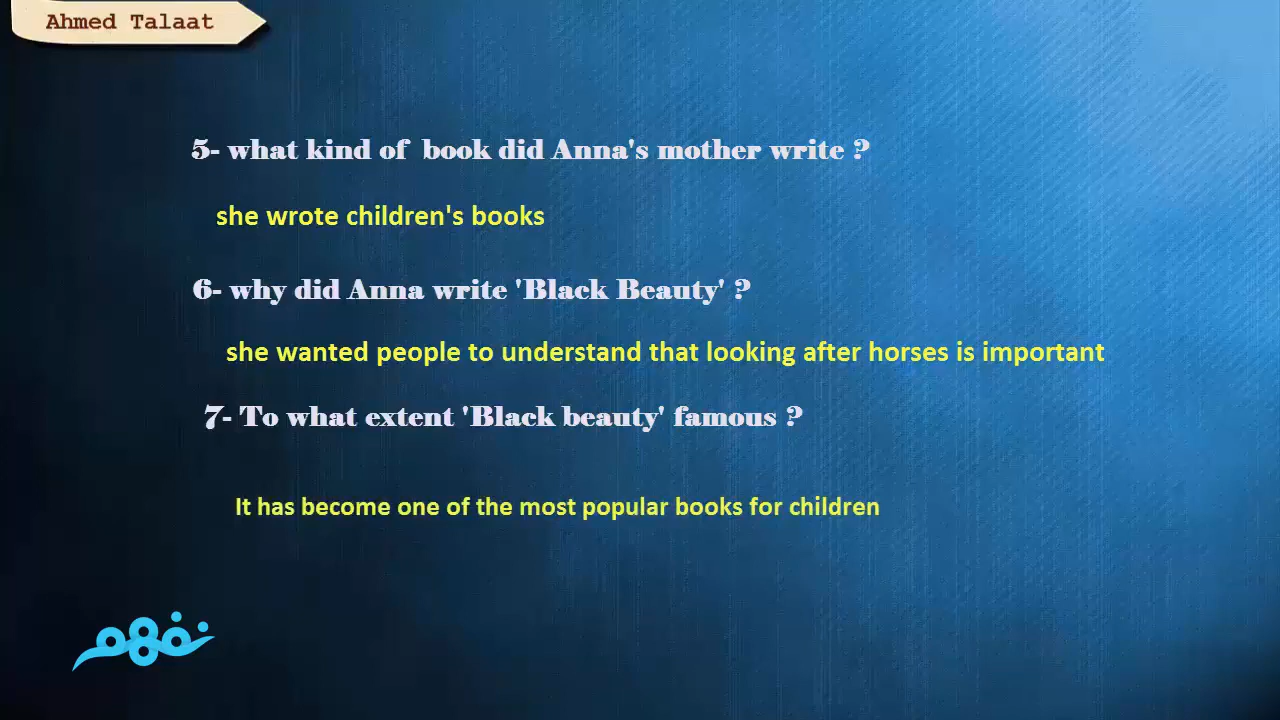 Ahmed Talaat
5- what kind of book did Anna's mother write ?
she wrote children's books
6- why did Anna write 'Black Beauty' ?
she wanted people to understand that looking after horses is important
7- To what extent 'Black beauty' famous ?
It has become one of the most popular books for children
نفهم